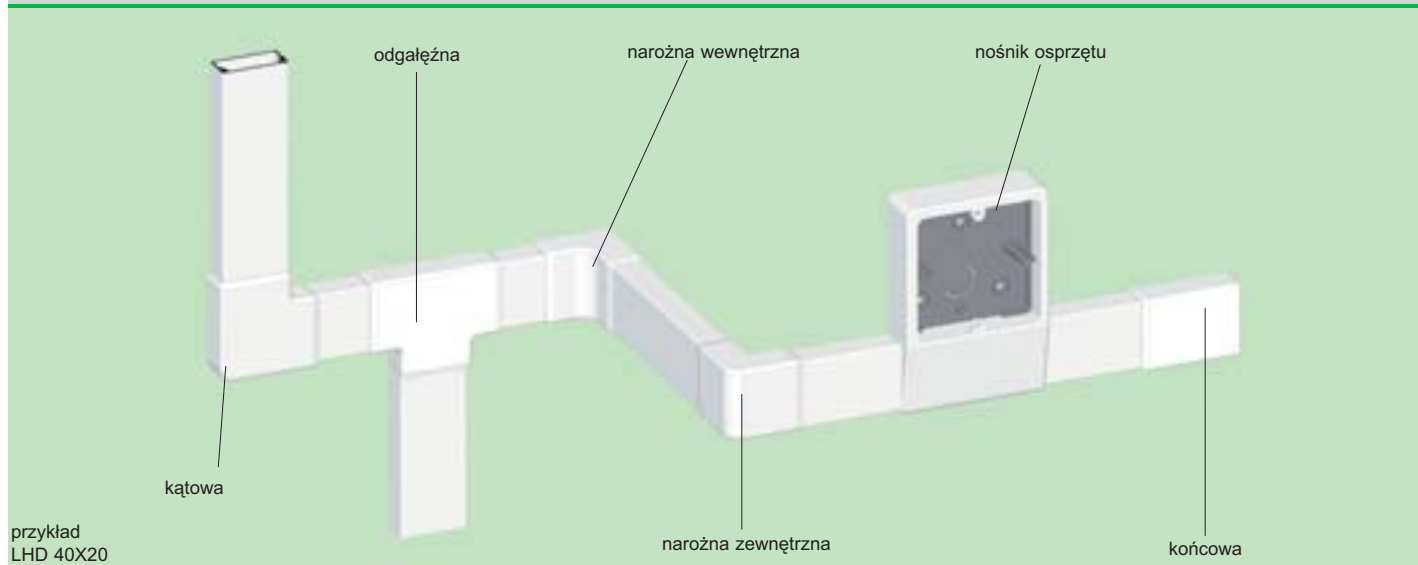 odgałęźna
narożna wewnętrzna
nośnik osprzętu
kątowa
przykład
LHD 40X20
narożna zewnętrzna
końcowa